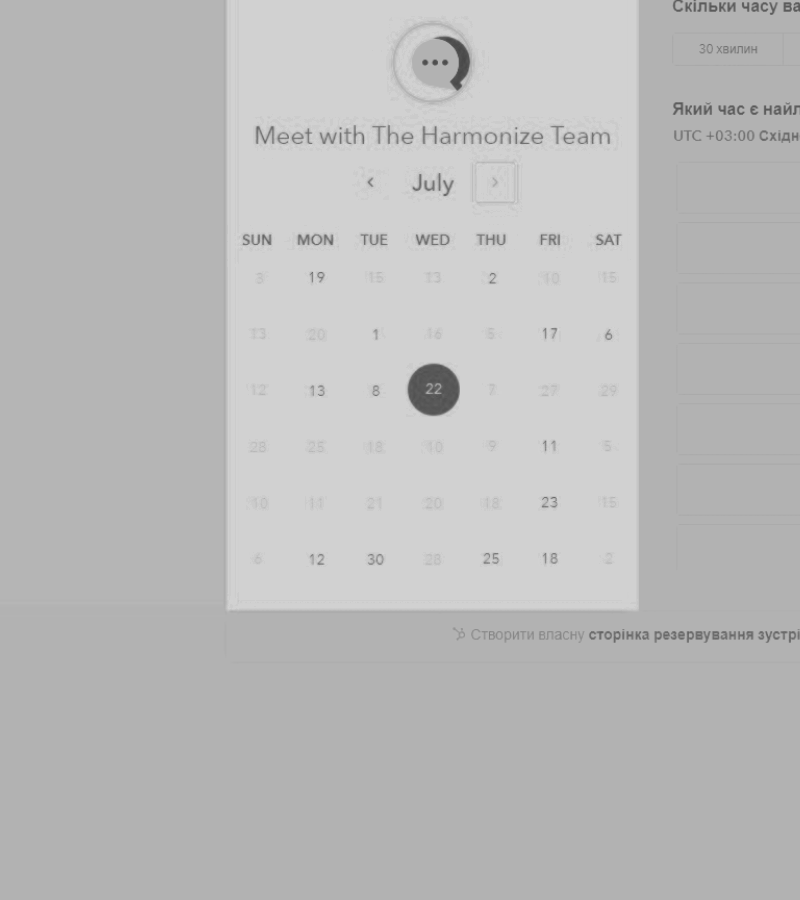 Meet with The Harmonize Team
July
SUN MON TUE WED THU FRI SAT
3 19 15 13 2 10 15
13 20 1 16 5 17 6
12 13 8 22 7 27 29
28 25 18 10 9 11 5
10 11 21 20 18 23 15
6 12 30 28 25 18 2
Скільки часу ва
30 хвилин
Який час є найл
UTC +03:00 Східн
Створити власну сторінка резервування зустрі